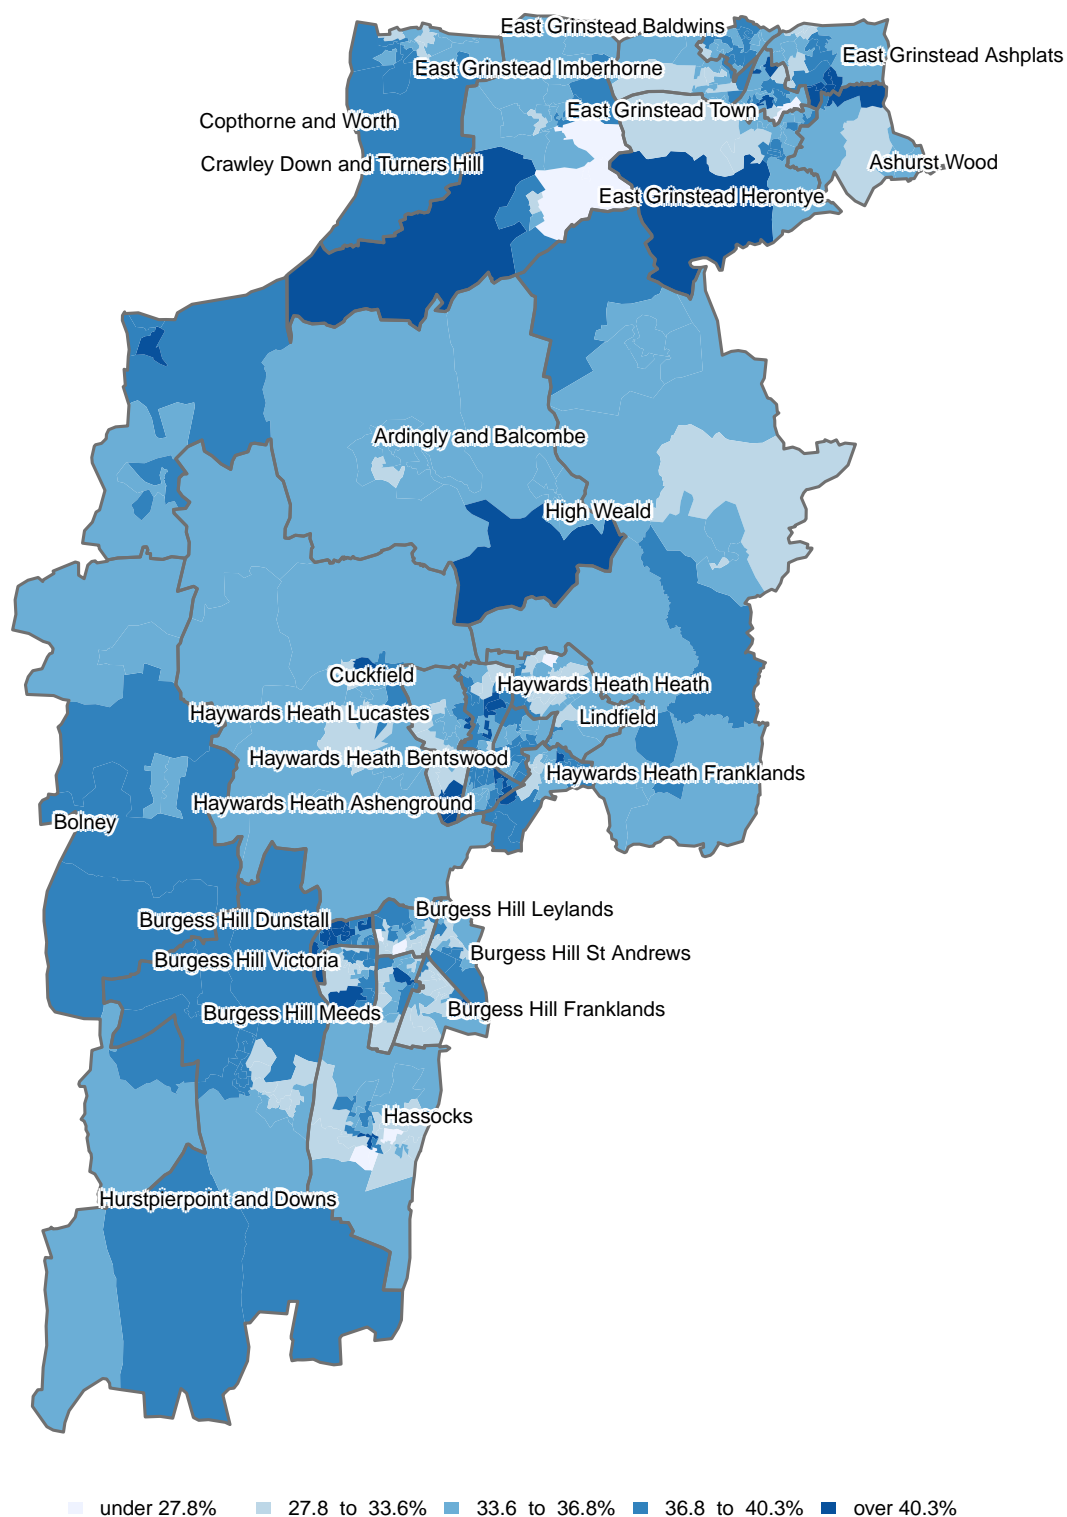 East Grinstead Baldwins
East Grinstead Ashplats
East Grinstead Imberhorne
East Grinstead Town
Copthorne and Worth
Crawley Down and Turners Hill
Ashurst Wood
East Grinstead Herontye
Ardingly and Balcombe
High Weald
Cuckfield
Haywards Heath Heath
Haywards Heath Lucastes
Lindfield
Haywards Heath Bentswood
Haywards Heath Franklands
Haywards Heath Ashenground
Bolney
Burgess Hill Leylands
Burgess Hill Dunstall
Burgess Hill St Andrews
Burgess Hill Victoria
Burgess Hill Franklands
Burgess Hill Meeds
Hassocks
Hurstpierpoint and Downs
under 27.8% 27.8 to 33.6% 33.6 to 36.8% 36.8 to 40.3% over 40.3%